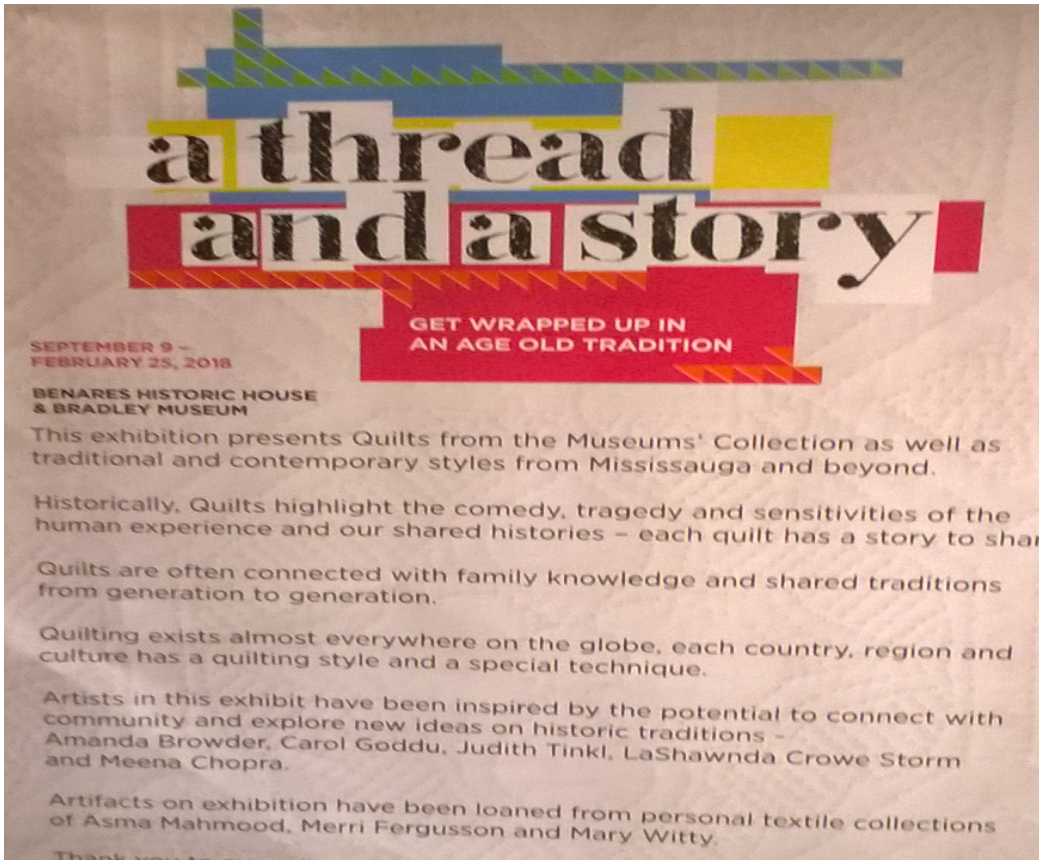 a thread
and a story
GET WRAPPED UP IN
AN AGE OLD TRADITION
SEPTEMBER 9 –
FEBRUARY 25, 2018
BENARES HISTORIC HOUSE
& BRADLEY MUSEUM
This exhibition presents Quilts from the Museums' Collection as well as
traditional and contemporary styles from Mississauga and beyond.
Historically, Quilts highlight the comedy, tragedy and sensitivities of the
human experience and our shared histories – each quilt has a story to shar
Quilts are often connected with family knowledge and shared traditions
from generation to generation.
Quilting exists almost everywhere on the globe, each country, region and
culture has a quilting style and a special technique.
Artists in this exhibit have been inspired by the potential to connect with
community and explore new ideas on historic traditions -
Amanda Browder, Carol Goddu, Judith Tinkl, LaShawnda Crowe Storm
and Meena Chopra.
Artifacts on exhibition have been loaned from personal textile collections
of Asma Mahmood, Merri Fergusson and Mary Witty.
Thank you to